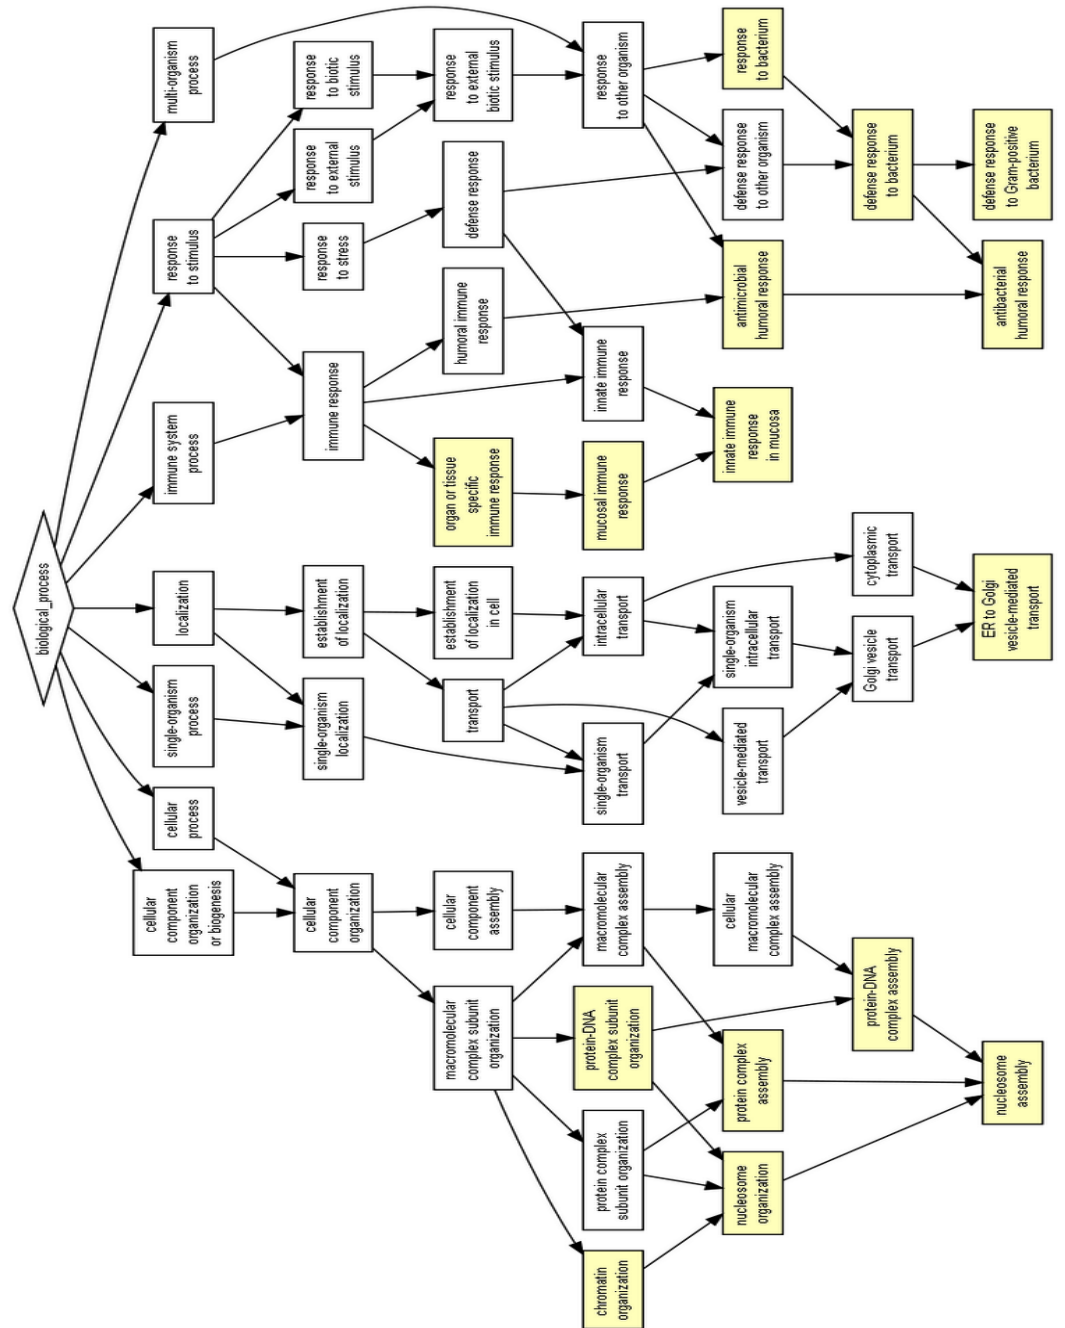 biological_process
cellular
component
organization
or biogenesis
cellular
process
single-organism
process
localization
immune system
process
response
to stimulus
multi-organism
process
cellular
component
organization
single-organism
localization
establishment
of localization
immune response
response
to stress
response
to external
stimulus
response
to biotic
stimulus
macromolecular
complex subunit
organization
cellular
component
assembly
transport
establishment
of localization
in cell
organ or tissue
specific
immune response
humoral immune
response
defense response
response
to external
biotic stimulus
chromatin
organization
protein complex
subunit organization
protein-DNA
complex subunit
organization
macromolecular
complex assembly
single-organism
transport
intracellular
transport
mucosal immune
response
innate immune
response
response
to other organism
nucleosome
organization
protein complex
assembly
cellular
macromolecular
complex assembly
vesicle-mediated
transport
single-organism
intracellular
transport
innate immune
response
in mucosa
antimicrobial
humoral response
defense response
to other organism
response
to bacterium
protein-DNA
complex assembly
Golgi vesicle
transport
cytoplasmic
transport
defense response
to bacterium
nucleosome
assembly
ER to Golgi
vesicle-mediated
transport
antibacterial
humoral response
defense response
to Gram-positive
bacterium